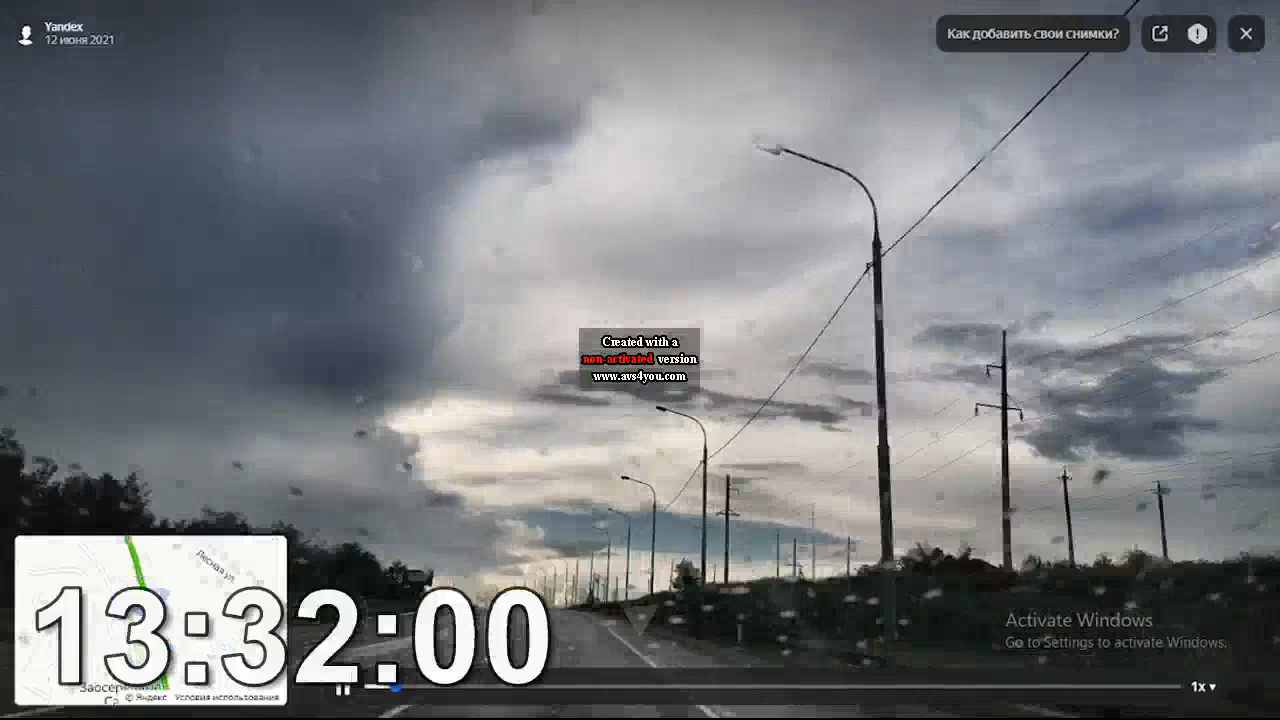 Yandex
12 июня 2021
Как добавить свои снимки?
Created with a
non-activated version
www.avs4you.com
Лесная ул.
Activate Windows
Go to Settings to activate Windows.
13:32:00
© Яндекс Условия использования
1x